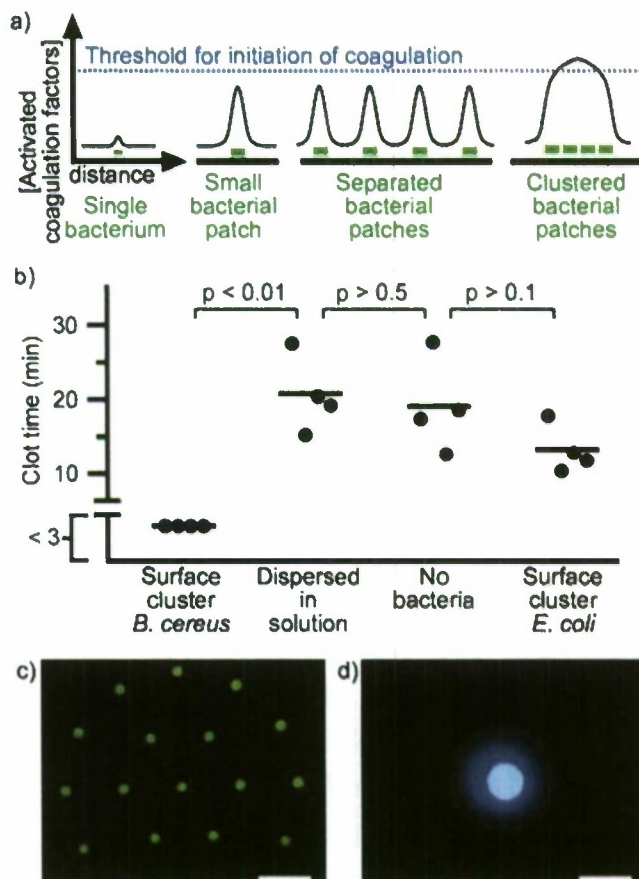 a)
[Activated
coagulation factors]
Threshold for initiation of coagulation
distance
Single
bacterium
Small
bacterial
patch
Separated
bacterial
patches
Clustered
bacterial
patches
b)
p < 0.01
p > 0.5
p > 0.1
Clot time (min)
30
20
10
< 3
Surface
cluster
B. cereus
Dispersed
in
solution
No
bacteria
Surface
cluster
E. coli
c)
d)